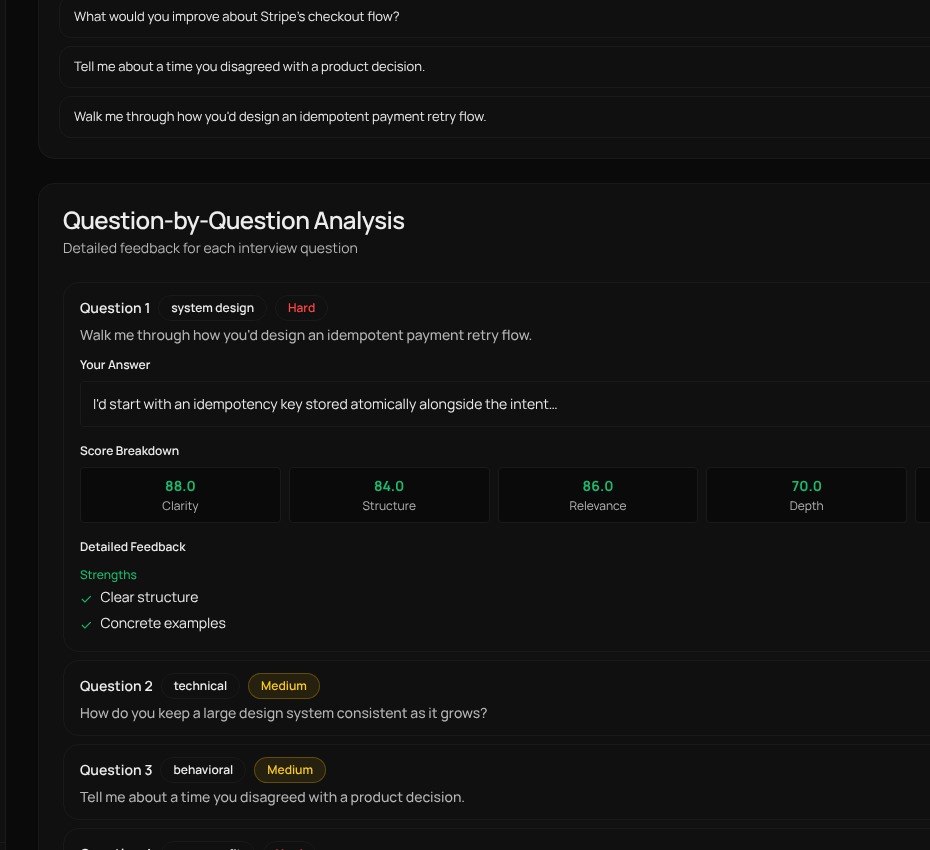 What would you improve about Stripe's checkout flow?
Tell me about a time you disagreed with a product decision.
Walk me through how you'd design an idempotent payment retry flow.
Question-by-Question Analysis
Detailed feedback for each interview question
Question 1 system design Hard
Walk me through how you'd design an idempotent payment retry flow.
Your Answer
I'd start with an idempotency key stored atomically alongside the intent…
Score Breakdown
88.0 84.0 86.0 70.0
Clarity Structure Relevance Depth
Detailed Feedback
Strengths
Clear structure
Concrete examples
Question 2 technical Medium
How do you keep a large design system consistent as it grows?
Question 3 behavioral Medium
Tell me about a time you disagreed with a product decision.